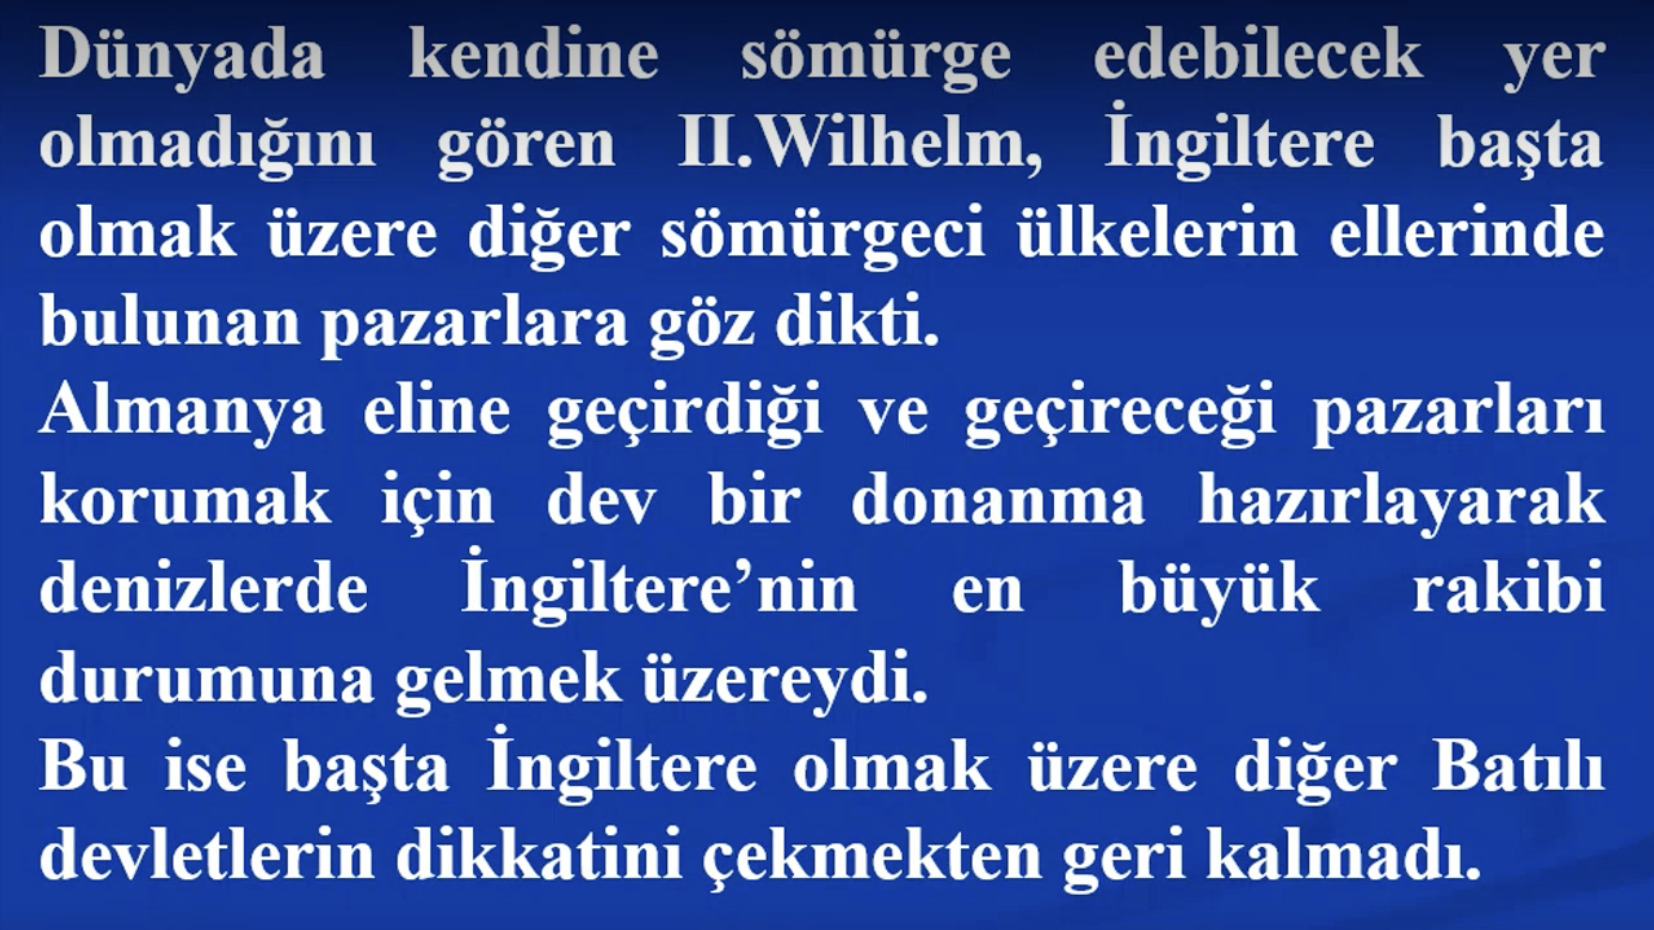 Dünyada kendine sömürge edebilecek yer
olmadığını gören II.Wilhelm, İngiltere başta
olmak üzere diğer sömürgeci ülkelerin ellerinde
bulunan pazarlara göz dikti.
Almanya eline geçirdiği ve geçireceği pazarları
korumak için dev bir donanma hazırlayarak
denizlerde İngiltere’nin en büyük rakibi
durumuna gelmek üzereydi.
Bu ise başta İngiltere olmak üzere diğer Batılı
devletlerin dikkatini çekmekten geri kalmadı.